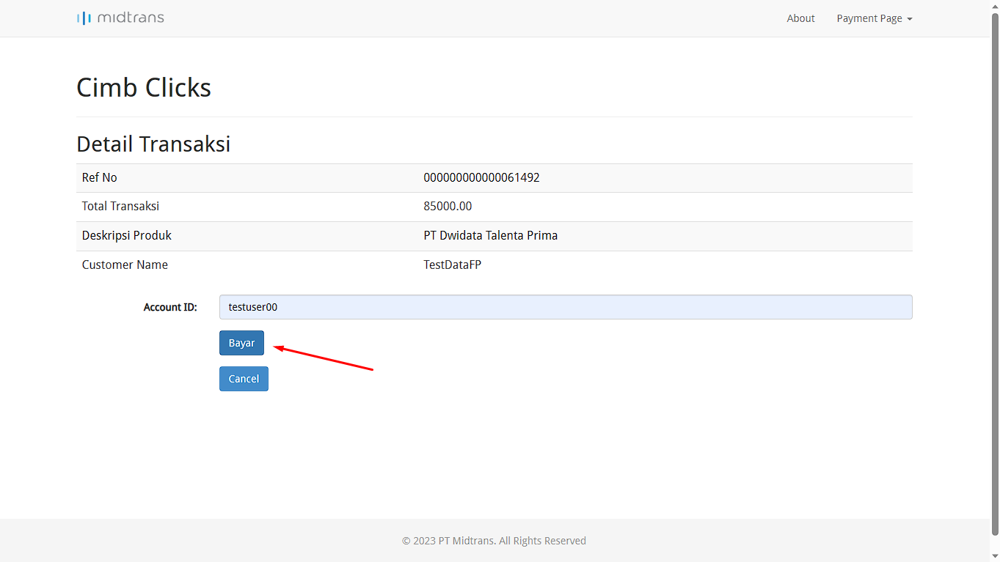 midtrans About Payment Page
Cimb Clicks
Detail Transaksi
Ref No 000000000000061492
Total Transaksi 85000.00
Deskripsi Produk PT Dwidata Talenta Prima
Customer Name TestDataFP
Account ID: testuser00
Bayar
Cancel
© 2023 PT Midtrans. All Rights Reserved